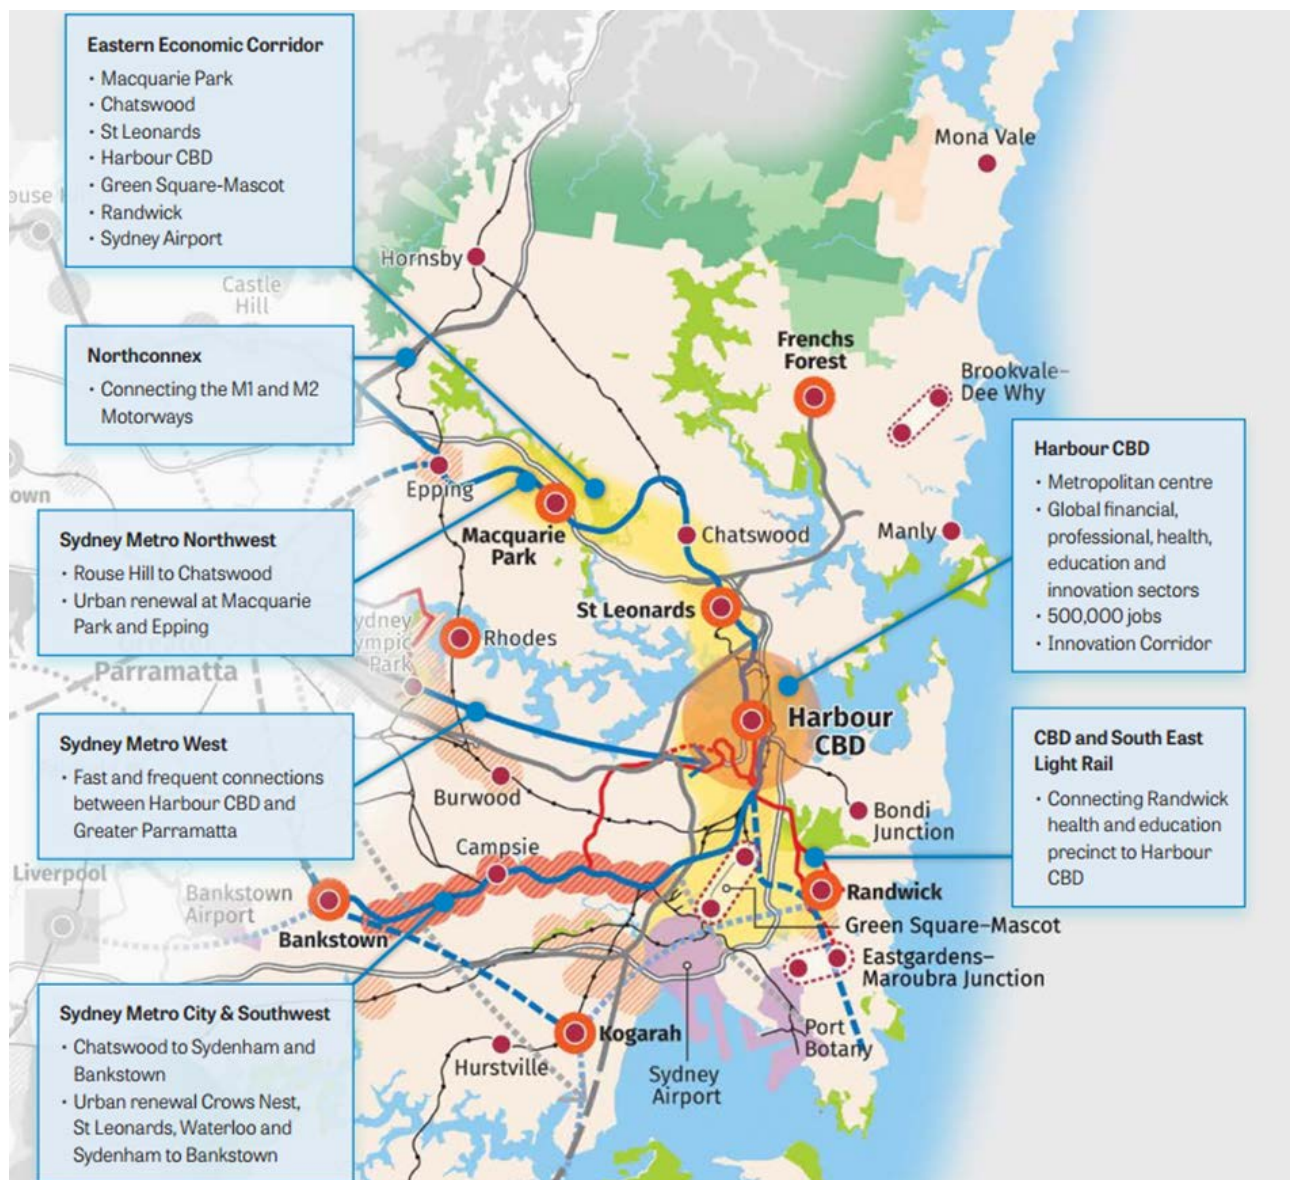 Eastern Economic Corridor
· Macquarie Park
· Chatswood
· St Leonards
· Harbour CBD
· Green Square-Mascot
· Randwick
· Sydney Airport
Mona Vale
Hornsby
Castle
Hill
Northconnex
· Connecting the M1 and M2
Motorways
Frenchs
Forest
Brookvale–
Dee Why
Harbour CBD
· Metropolitan centre
· Global financial,
professional, health,
education and
innovation sectors
· 500,000 jobs
· Innovation Corridor
Epping
Macquarie
Park
Chatswood
Manly
Sydney Metro Northwest
· Rouse Hill to Chatswood
· Urban renewal at Macquarie
Park and Epping
St Leonards
Rhodes
ydney
ympic
Park
Parramatta
Harbour
CBD
Sydney Metro West
· Fast and frequent connections
between Harbour CBD and
Greater Parramatta
CBD and South East
Light Rail
· Connecting Randwick
health and education
precinct to Harbour
CBD
Burwood
Bondi
Junction
Campsie
Liverpool
Bankstown
Airport
Bankstown
Randwick
Green Square–Mascot
Eastgardens–
Maroubra Junction
Sydney Metro City & Southwest
· Chatswood to Sydenham and
Bankstown
· Urban renewal Crows Nest,
St Leonards, Waterloo and
Sydenham to Bankstown
Kogarah
Hurstville
Port
Botany
Sydney
Airport